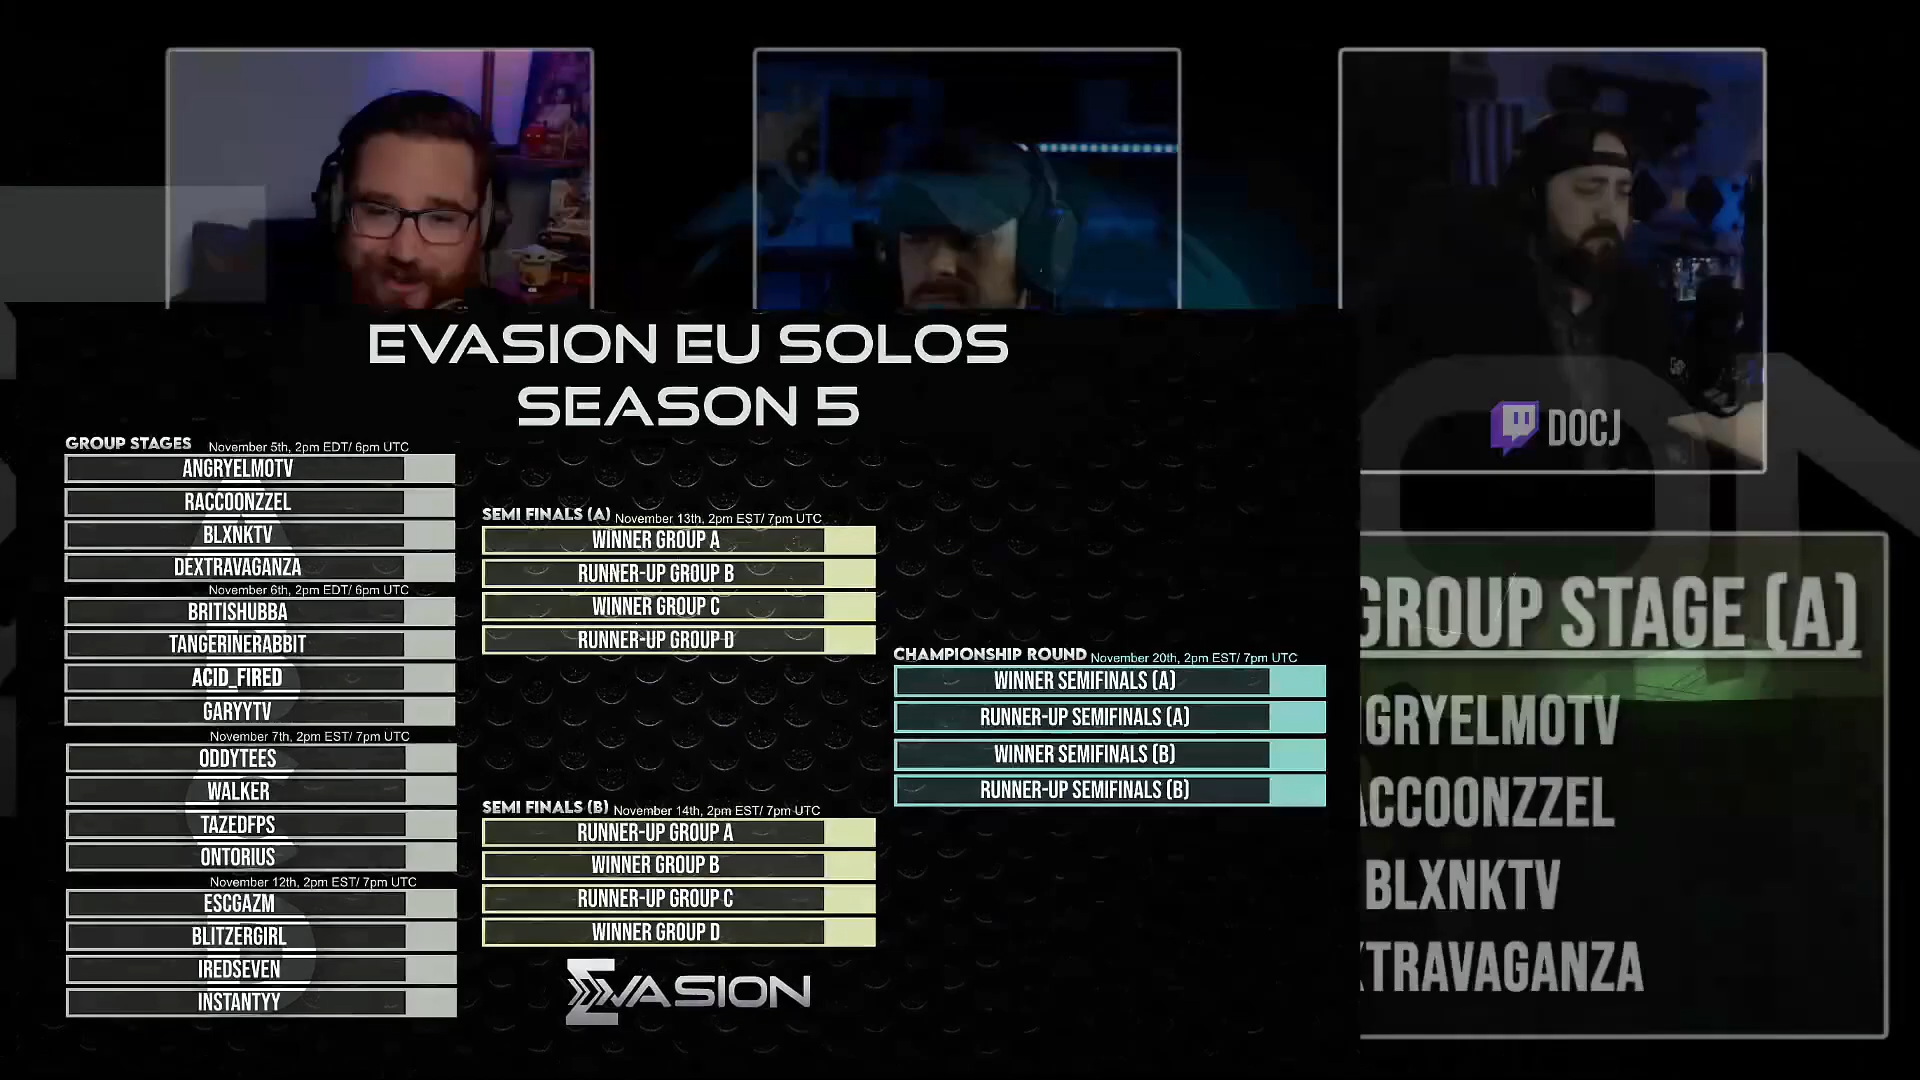 EVASION EU SOLOS
SEASON 5
GROUP STAGES November 5th, 2pm EDT/ 6pm UTC
ANGRYELMOTV
RACCOONZZEL
BLXNKTV
DEXTRAVAGANZA
November 6th, 2pm EDT/ 6pm UTC
BRITISHUBBA
TANGERINERABBIT
ACID_FIRED
GARYYTV
November 7th, 2pm EST/ 7pm UTC
ODDYTEES
WALKER
TAZEDFPS
ONTORIUS
November 12th, 2pm EST/ 7pm UTC
ESCGAZM
BLITZERGIRL
IREDSEVEN
INSTANTYY
SEMI FINALS (A) November 13th, 2pm EST/ 7pm UTC
WINNER GROUP A
RUNNER-UP GROUP B
WINNER GROUP C
RUNNER-UP GROUP D
SEMI FINALS (B) November 14th, 2pm EST/ 7pm UTC
RUNNER-UP GROUP A
WINNER GROUP B
RUNNER-UP GROUP C
WINNER GROUP D
EVASION
CHAMPIONSHIP ROUND November 20th, 2pm EST/ 7pm UTC
WINNER SEMIFINALS (A)
RUNNER-UP SEMIFINALS (A)
WINNER SEMIFINALS (B)
RUNNER-UP SEMIFINALS (B)
DOCJ
GROUP STAGE (A)
GRYELMOTV
ACCOONZZEL
BLXNKTV
XTRAVAGANZA